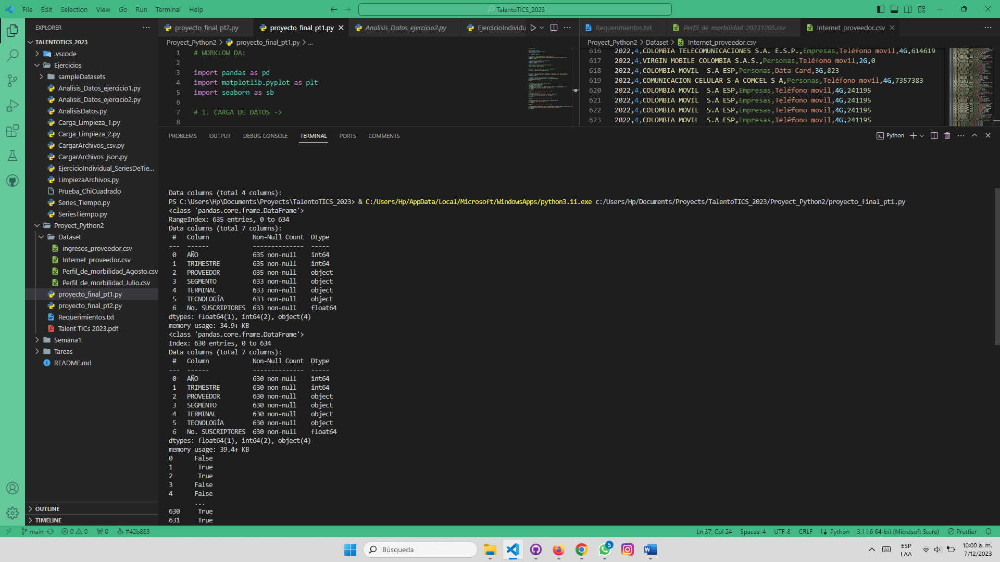 File Edit Selection View Go Run Terminal Help
TalentoTICS_2023
EXPLORER
TALENTOTICS_2023
.vscode
Ejercicios
sampleDatasets
Analisis_Datos_ejercicio1.py
Analisis_Datos_ejercicio2.py
AnalisisDatos.py
Carga_Limpieza_1.py
Carga_Limpieza_2.py
CargarArchivos_csv.py
CargarArchivos_json.py
EjercicioIndividual_SeriesDeTie...
LimpiezaArchivos.py
Prueba_ChiCuadrado
Series_Tiempo.py
SeriesTiempo.py
Proyect_Python2
Dataset
ingresos_proveedor.csv
Internet_proveedor.csv
Perfil_de_morbilidad_Agosto.csv
Perfil_de_morbilidad_Julio.csv
proyecto_final_pt1.py
proyecto_final_pt2.py
Requerimientos.txt
Talent TICs 2023.pdf
Semana1
Tareas
README.md
OUTLINE
TIMELINE
proyecto_final_pt2.py
proyecto_final_pt1.py
Analisis_Datos_ejercicio2.py
EjercicioIndividu
Proyect_Python2 > proyecto_final_pt1.py > ...
1 # WORKLOW DA:
2
3 import pandas as pd
4 import matplotlib.pyplot as plt
5 import seaborn as sb
6
7 # 1. CARGA DE DATOS ->
8
Requerimientos.txt
Perfil_de_morbilidad_20231205.csv
Internet_proveedor.csv
Proyect_Python2 > Dataset > Internet_proveedor.csv
616 2022,4,COLOMBIA TELECOMUNICACIONES S.A. E.S.P.,Empresas,Teléfono movil,4G,614619
617 2022,4,VIRGIN MOBILE COLOMBIA S.A.S.,Personas,Teléfono movil,2G,0
618 2022,4,COLOMBIA MOVIL  S.A ESP,Personas,Data Card,3G,823
619 2022,4,COMUNICACION CELULAR S A COMCEL S A,Personas,Teléfono movil,4G,7357383
620 2022,4,COLOMBIA MOVIL  S.A ESP,Empresas,Teléfono movil,4G,241195
621 2022,4,COLOMBIA MOVIL  S.A ESP,Empresas,Teléfono movil,4G,241195
622 2022,4,COLOMBIA MOVIL  S.A ESP,Empresas,Teléfono movil,4G,241195
623 2022,4,COLOMBIA MOVIL  S.A ESP,Empresas,Teléfono movil,4G,241195
PROBLEMS OUTPUT DEBUG CONSOLE TERMINAL PORTS COMMENTS
Python
Data columns (total 4 columns):
PS C:\Users\Hp\Documents\Proyects\TalentoTICS_2023> & C:/Users/Hp/AppData/Local/Microsoft/WindowsApps/python3.11.exe c:/Users/Hp/Documents/Proyects/TalentoTICS_2023/Proyect_Python2/proyecto_final_pt1.py
<class 'pandas.core.frame.DataFrame'>
RangeIndex: 635 entries, 0 to 634
Data columns (total 7 columns):
 #   Column            Non-Null Count  Dtype
---  ------            --------------  -----
 0   AÑO               635 non-null    int64
 1   TRIMESTRE         635 non-null    int64
 2   PROVEEDOR         635 non-null    object
 3   SEGMENTO          633 non-null    object
 4   TERMINAL          633 non-null    object
 5   TECNOLOGÍA        633 non-null    object
 6   No. SUSCRIPTORES  633 non-null    float64
dtypes: float64(1), int64(2), object(4)
memory usage: 34.9+ KB
<class 'pandas.core.frame.DataFrame'>
Index: 630 entries, 0 to 634
Data columns (total 7 columns):
 #   Column            Non-Null Count  Dtype
---  ------            --------------  -----
 0   AÑO               630 non-null    int64
 1   TRIMESTRE         630 non-null    int64
 2   PROVEEDOR         630 non-null    object
 3   SEGMENTO          630 non-null    object
 4   TERMINAL          630 non-null    object
 5   TECNOLOGÍA        630 non-null    object
 6   No. SUSCRIPTORES  630 non-null    float64
dtypes: float64(1), int64(2), object(4)
memory usage: 39.4+ KB
0      False
1       True
2       True
3      False
4      False
       ...
630     True
631     True
main 0 0 0 #42b883
Ln 37, Col 24 Spaces: 4 UTF-8 CRLF Python 3.11.6 64-bit (Microsoft Store) Prettier
Búsqueda
5
ESP
LAA
10:00 a. m.
7/12/2023